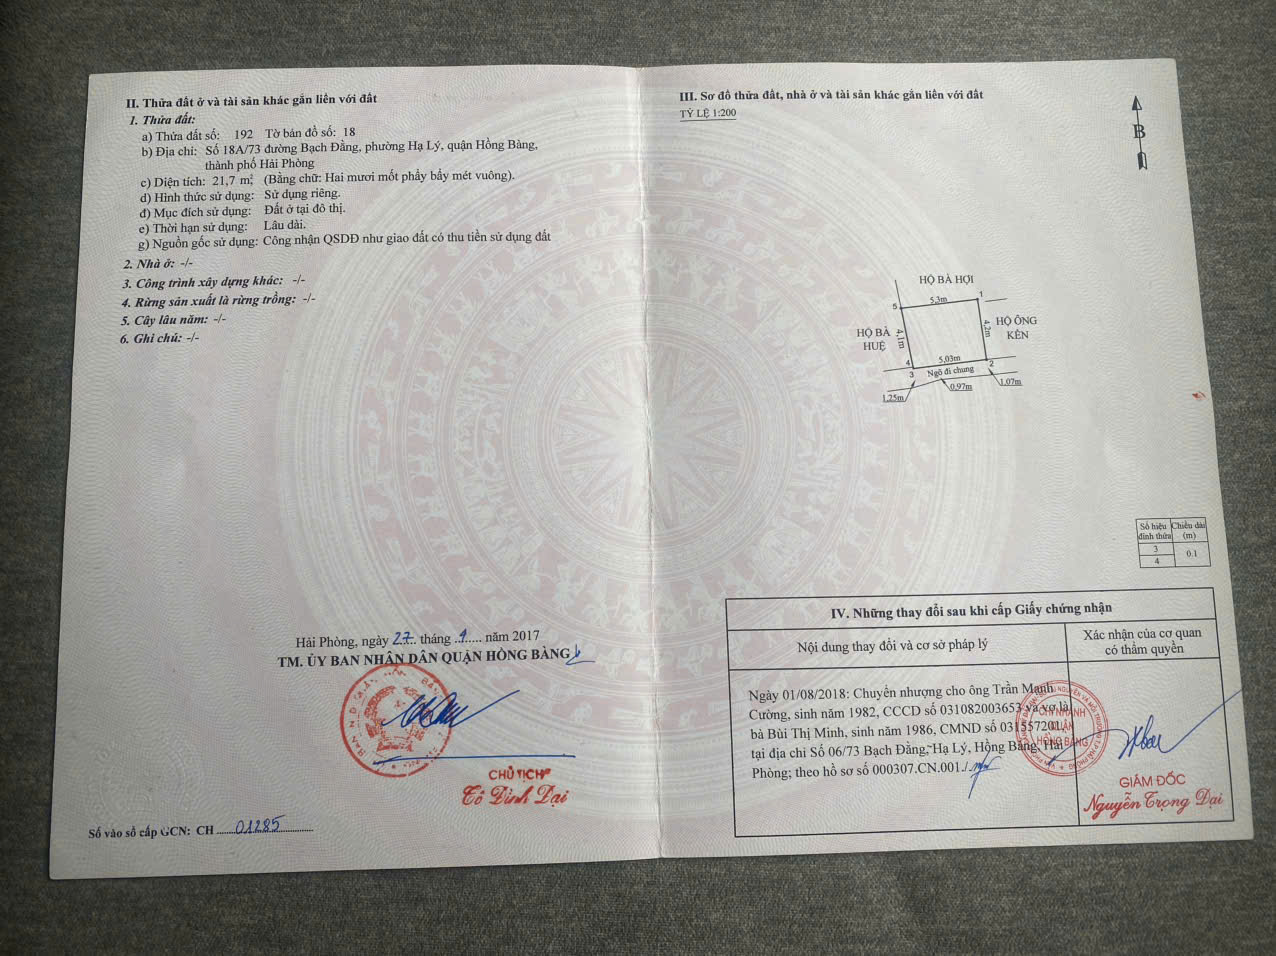 II. Thửa đất ở và tài sản khác gắn liền với đất
1. Thửa đất:
a) Thửa đất số: 192 Tờ bản đồ số: 18
b) Địa chỉ: Số 18A/73 đường Bạch Đằng, phường Hạ Lý, quận Hồng Bàng,
thành phố Hải Phòng
c) Diện tích: 21,7 m², (Bằng chữ: Hai mươi mốt phẩy bẩy mét vuông).
d) Hình thức sử dụng: Sử dụng riêng.
đ) Mục đích sử dụng: Đất ở tại đô thị.
e) Thời hạn sử dụng: Lâu dài.
g) Nguồn gốc sử dụng: Công nhận QSDĐ như giao đất có thu tiền sử dụng đất
2. Nhà ở: -/-
3. Công trình xây dựng khác: -/-
4. Rừng sản xuất là rừng trồng: -/-
5. Cây lâu năm: -/-
6. Ghi chú: -/-
Hải Phòng, ngày 27 tháng 9 năm 2017
TM. ỦY BAN NHÂN DÂN QUẬN HỒNG BÀNG
CHỦ TỊCH
Tô Đình Đại
Số vào sổ cấp GCN: CH 01285
III. Sơ đồ thửa đất, nhà ở và tài sản khác gắn liền với đất
TỶ LỆ 1:200
B
HỘ BÀ HỢI
5 5,3m 1
HỘ BÀ HUỆ
4,1m
4,2m
HỘ ÔNG KÊN
4 5,03m 2
3 Ngõ đi chung
1,25m 0,97m 1,07m
Số hiệu đỉnh thửa Chiều dài (m)
3
0.1
4
IV. Những thay đổi sau khi cấp Giấy chứng nhận
Nội dung thay đổi và cơ sở pháp lý
Xác nhận của cơ quan
có thẩm quyền
Ngày 01/08/2018: Chuyển nhượng cho ông Trần Mạnh
Cường, sinh năm 1982, CCCD số 031082003653 và vợ là
bà Bùi Thị Minh, sinh năm 1986, CMND số 031557201,
tại địa chỉ Số 06/73 Bạch Đằng, Hạ Lý, Hồng Bàng, Hải
Phòng; theo hồ sơ số 000307.CN.001./.
CHI NHÁNH
QUẬN
HỒNG BÀNG
GIÁM ĐỐC
Nguyễn Trọng Đại